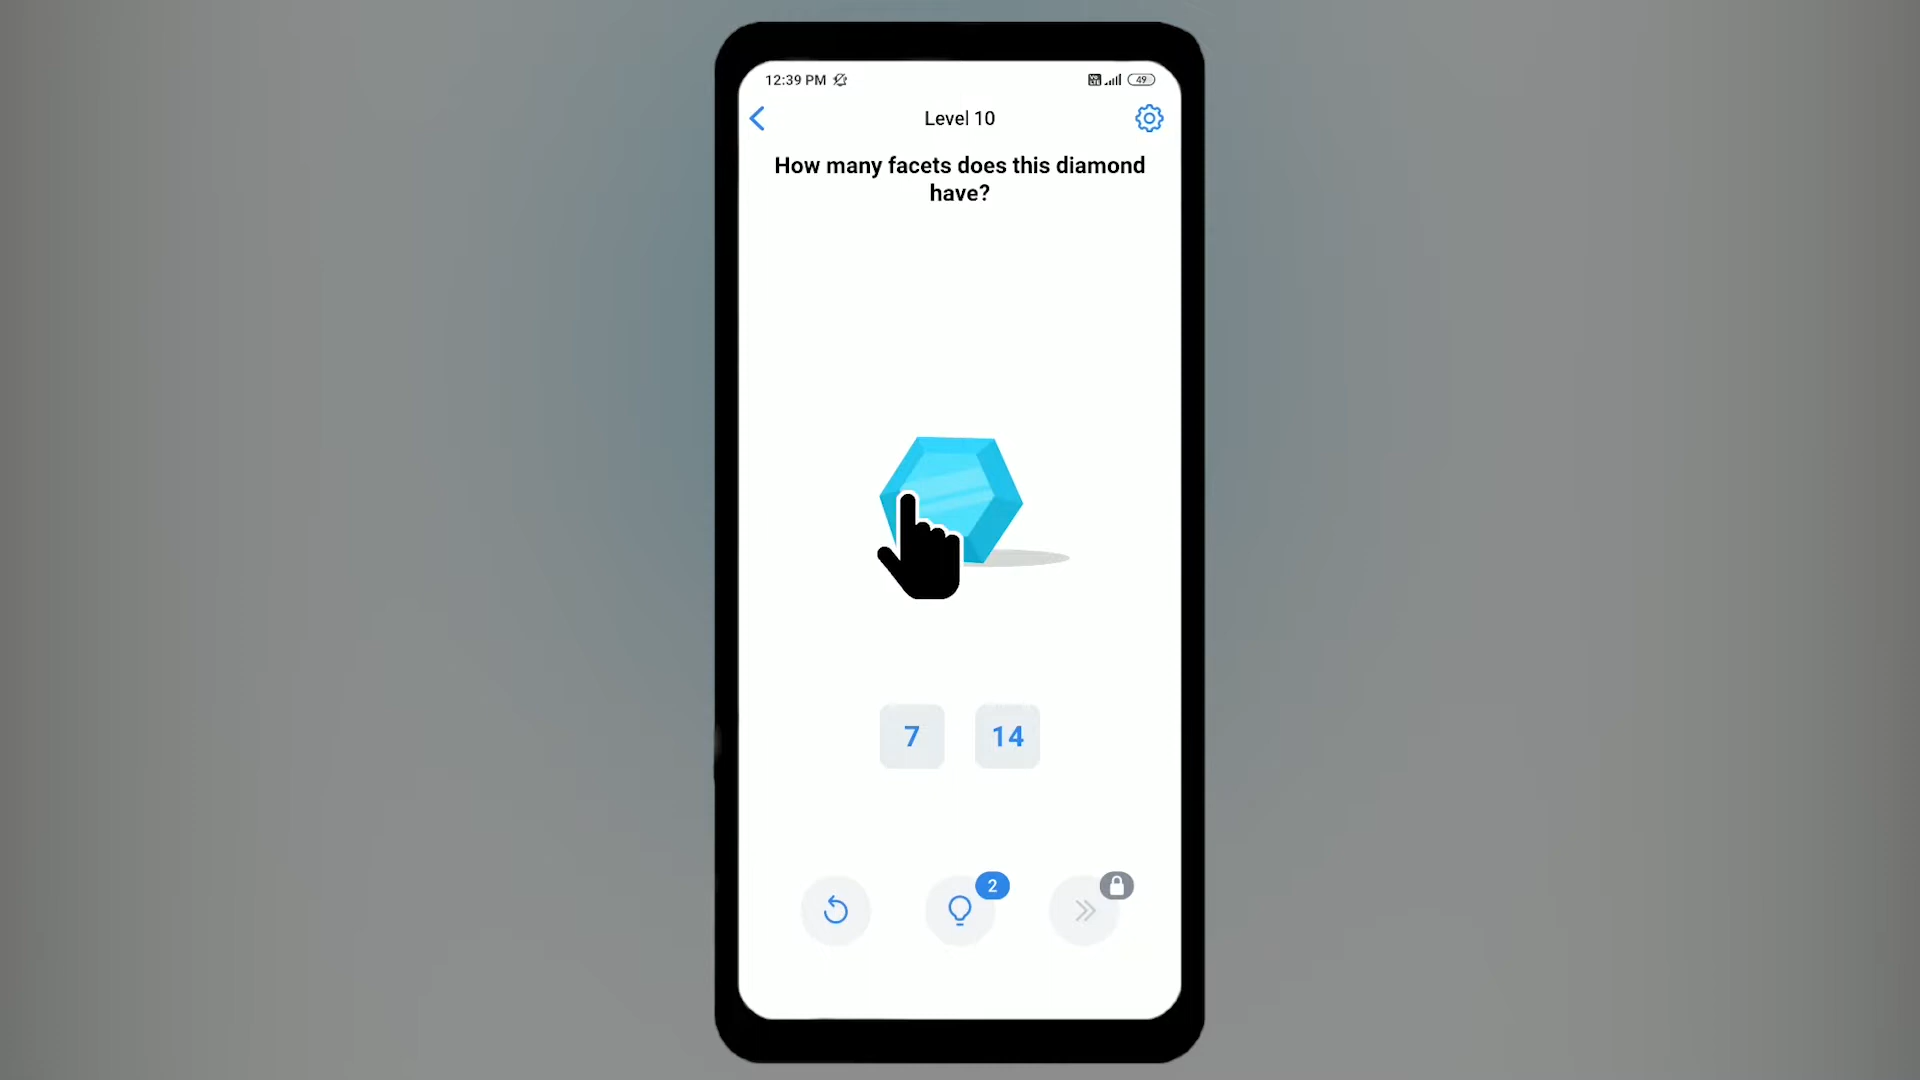 12:39 PM
49
Level 10
How many facets does this diamond
have?
7 14
2